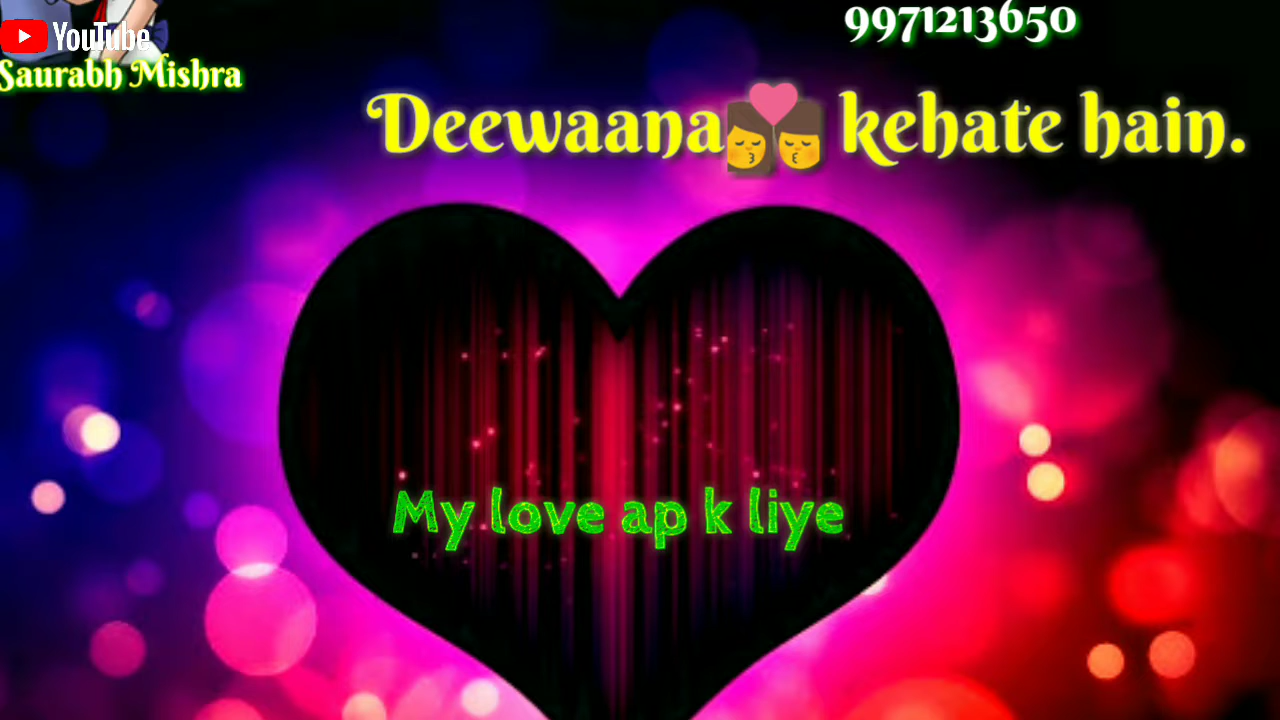 9971213650
YouTube
Saurabh Mishra
Deewaana💏 kehate hain.
My love ap k liye